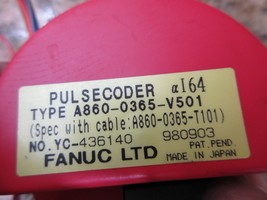 PULSECODER αI64
TYPE A860-0365-V501
(Spec with cable:A860-0365-T101)
NO.YC-436140 980903
PAT.PEND.
FANUC LTD MADE IN JAPAN